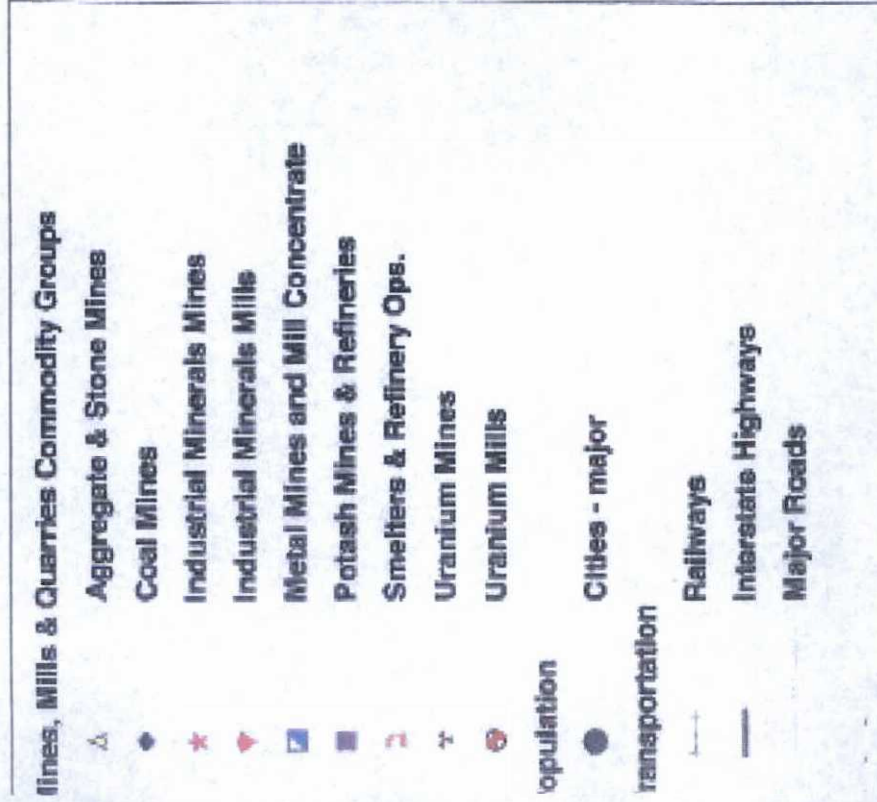 lines, Mills & Quarries Commodity Groups
Aggregate & Stone Mines
Coal Mines
Industrial Minerals Mines
Industrial Minerals Mills
Metal Mines and Mill Concentrate
Potash Mines & Refineries
Smelters & Refinery Ops.
Uranium Mines
Uranium Mills
opulation
Cities - major
ransportation
Railways
Interstate Highways
Major Roads